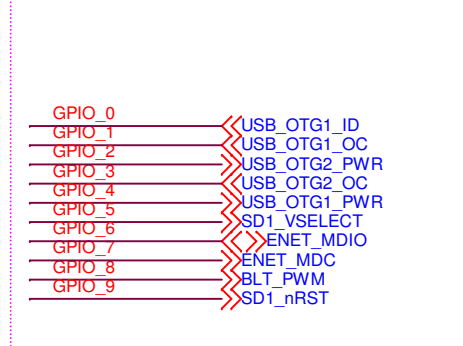 GPIO_0 USB_OTG1_ID
GPIO_1 USB_OTG1_OC
GPIO_2 USB_OTG2_PWR
GPIO_3 USB_OTG2_OC
GPIO_4 USB_OTG1_PWR
GPIO_5 SD1_VSELECT
GPIO_6 ENET_MDIO
GPIO_7 ENET_MDC
GPIO_8 BLT_PWM
GPIO_9 SD1_nRST